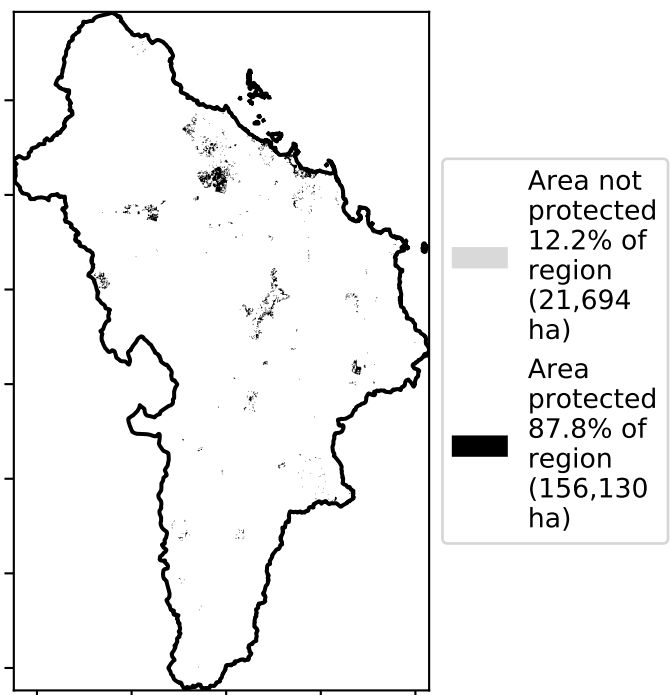 Area not
protected
12.2% of
region
(21,694
ha)
Area
protected
87.8% of
region
(156,130
ha)